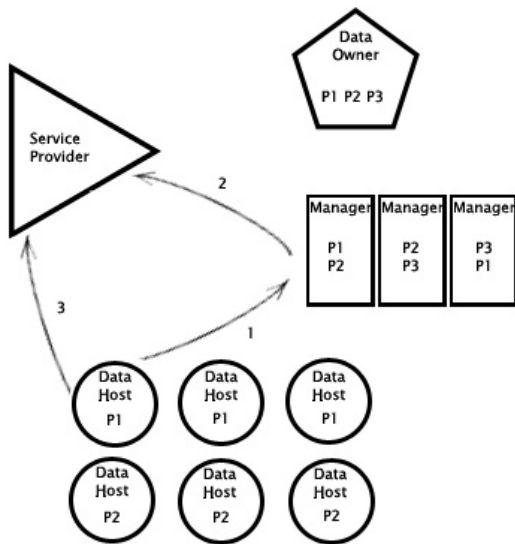 Data
Owner
P1 P2 P3
Service
Provider
2
Manager
P1
P2
Manager
P2
P3
Manager
P3
P1
3
1
Data
Host
P1
Data
Host
P1
Data
Host
P1
Data
Host
P2
Data
Host
P2
Data
Host
P2